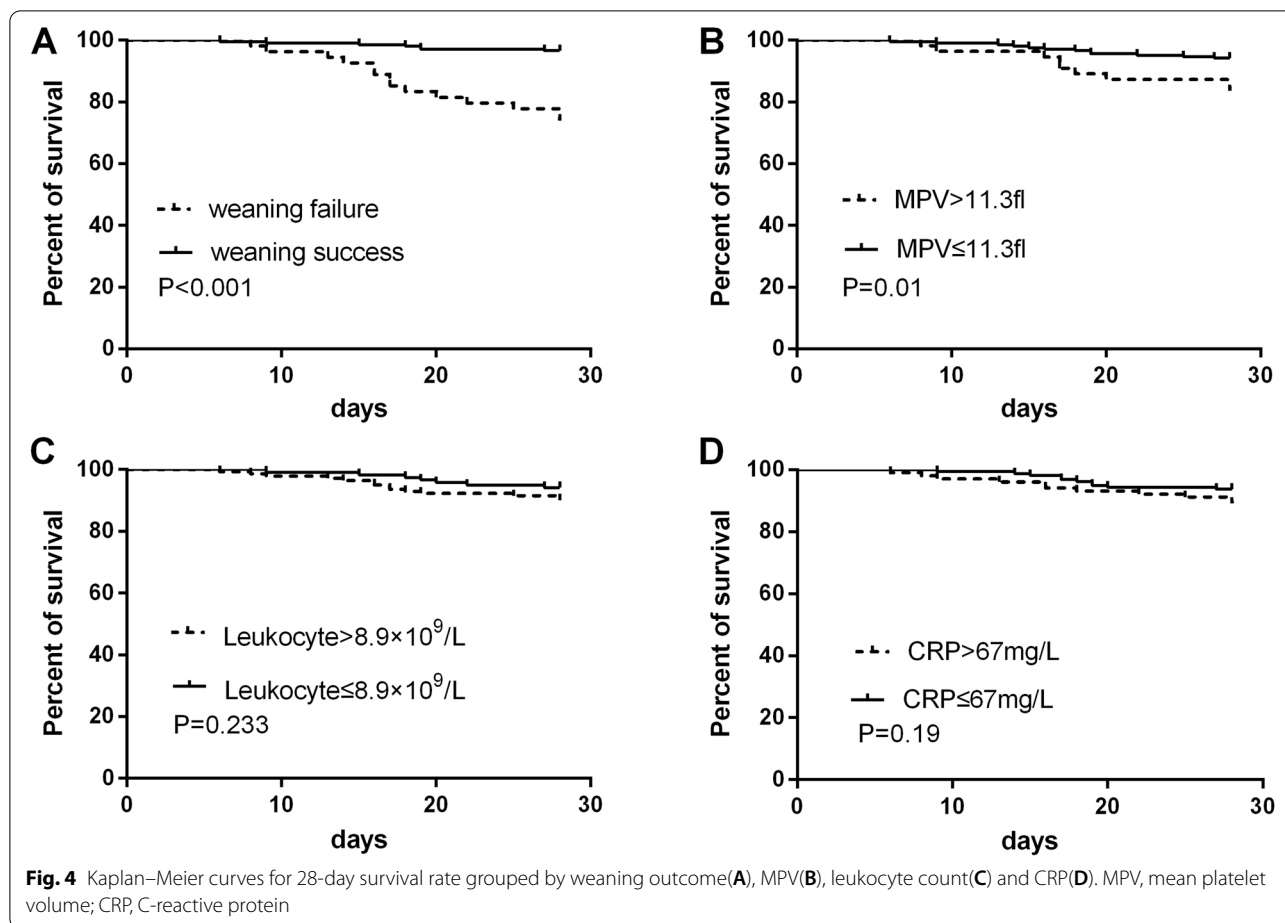 A
Percent of survival
100
80
60
40
20
0
weaning failure
weaning success
P<0.001
0 10 20 30
days
B
Percent of survival
100
80
60
40
20
0
MPV>11.3fl
MPV≤11.3fl
P=0.01
0 10 20 30
days
C
Percent of survival
100
80
60
40
20
0
Leukocyte>8.9×10⁹/L
Leukocyte≤8.9×10⁹/L
P=0.233
0 10 20 30
days
D
Percent of survival
100
80
60
40
20
0
CRP>67mg/L
CRP≤67mg/L
P=0.19
0 10 20 30
days
Fig. 4 Kaplan–Meier curves for 28-day survival rate grouped by weaning outcome(A), MPV(B), leukocyte count(C) and CRP(D). MPV, mean platelet
volume; CRP, C-reactive protein